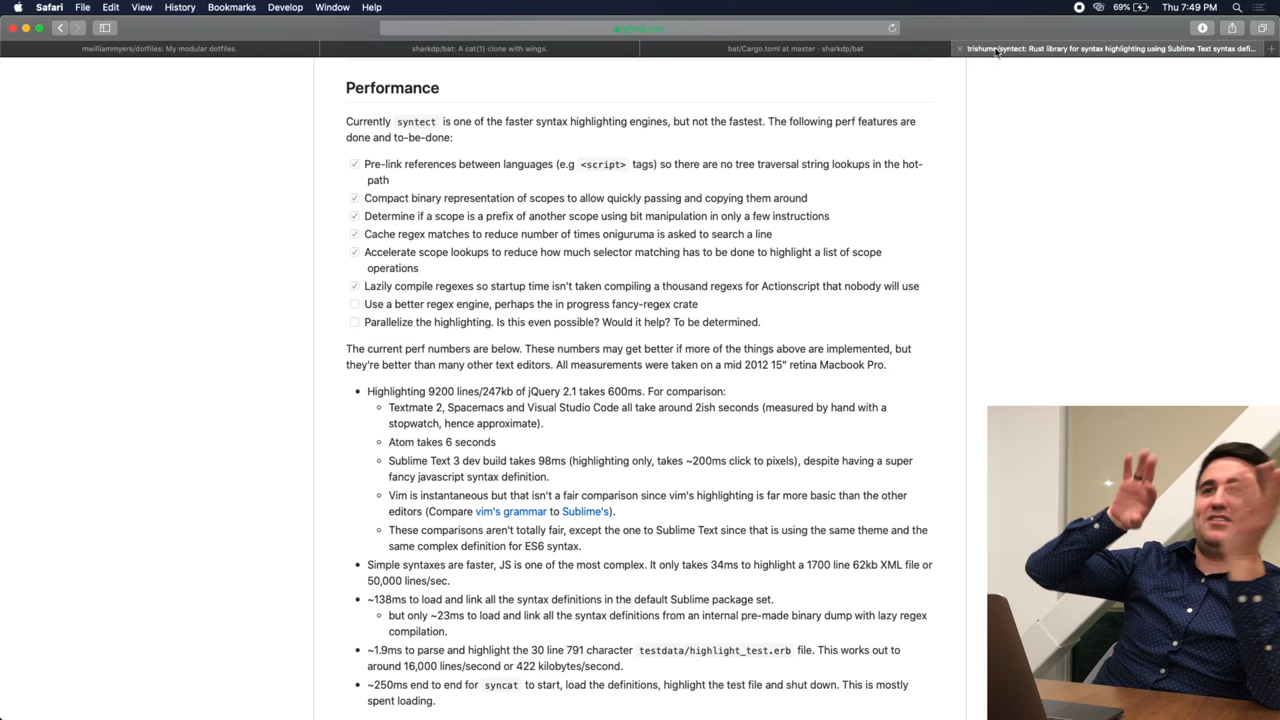 Safari File Edit View History Bookmarks Develop Window Help 69% Thu 7:49 PM
github.com
mwilliammyers/dotfiles: My modular dotfiles. sharkdp/bat: A cat(1) clone with wings. bat/Cargo.toml at master · sharkdp/bat trishume/syntect: Rust library for syntax highlighting using Sublime Text syntax defi...
Performance
Currently syntect is one of the faster syntax highlighting engines, but not the fastest. The following perf features are
done and to-be-done:
Pre-link references between languages (e.g <script> tags) so there are no tree traversal string lookups in the hot-
path
Compact binary representation of scopes to allow quickly passing and copying them around
Determine if a scope is a prefix of another scope using bit manipulation in only a few instructions
Cache regex matches to reduce number of times oniguruma is asked to search a line
Accelerate scope lookups to reduce how much selector matching has to be done to highlight a list of scope
operations
Lazily compile regexes so startup time isn't taken compiling a thousand regexs for Actionscript that nobody will use
Use a better regex engine, perhaps the in progress fancy-regex crate
Parallelize the highlighting. Is this even possible? Would it help? To be determined.
The current perf numbers are below. These numbers may get better if more of the things above are implemented, but
they're better than many other text editors. All measurements were taken on a mid 2012 15" retina Macbook Pro.
• Highlighting 9200 lines/247kb of jQuery 2.1 takes 600ms. For comparison:
◦ Textmate 2, Spacemacs and Visual Studio Code all take around 2ish seconds (measured by hand with a
stopwatch, hence approximate).
◦ Atom takes 6 seconds
◦ Sublime Text 3 dev build takes 98ms (highlighting only, takes ~200ms click to pixels), despite having a super
fancy javascript syntax definition.
◦ Vim is instantaneous but that isn't a fair comparison since vim's highlighting is far more basic than the other
editors (Compare vim's grammar to Sublime's).
◦ These comparisons aren't totally fair, except the one to Sublime Text since that is using the same theme and the
same complex definition for ES6 syntax.
• Simple syntaxes are faster, JS is one of the most complex. It only takes 34ms to highlight a 1700 line 62kb XML file or
50,000 lines/sec.
• ~138ms to load and link all the syntax definitions in the default Sublime package set.
◦ but only ~23ms to load and link all the syntax definitions from an internal pre-made binary dump with lazy regex
compilation.
• ~1.9ms to parse and highlight the 30 line 791 character testdata/highlight_test.erb file. This works out to
around 16,000 lines/second or 422 kilobytes/second.
• ~250ms end to end for syncat to start, load the definitions, highlight the test file and shut down. This is mostly
spent loading.